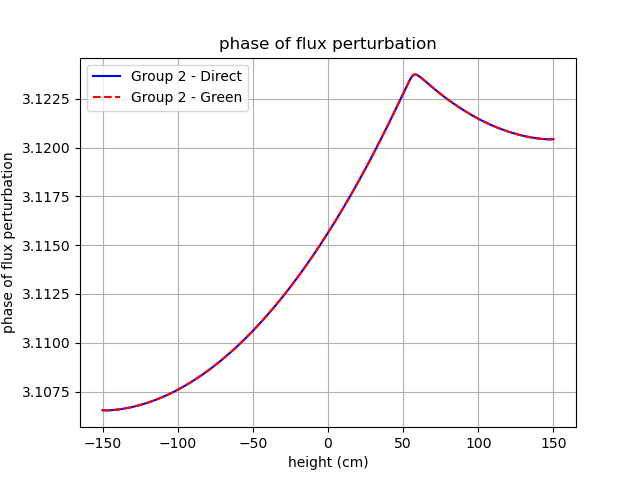 phase of flux perturbation
Group 2 - Direct
Group 2 - Green
phase of flux perturbation
3.1225
3.1200
3.1175
3.1150
3.1125
3.1100
3.1075
−150
−100
−50
0
50
100
150
height (cm)